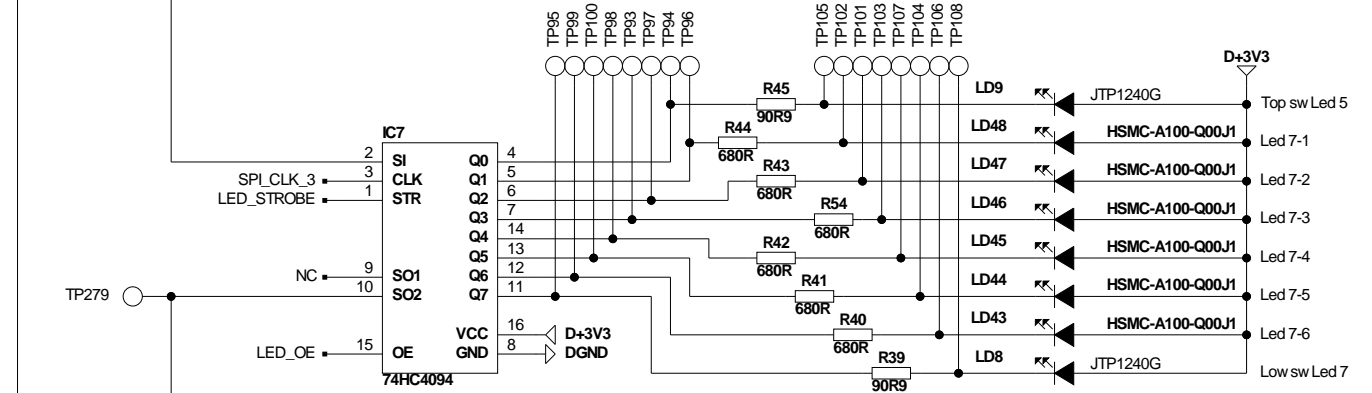 TP95 TP99 TP100 TP98 TP93 TP97 TP94 TP96 TP105 TP102 TP101 TP103 TP107 TP104 TP106 TP108
D+3V3
R45 LD9 JTP1240G
90R9 Top sw Led 5
IC7 R44 LD48 HSMC-A100-Q00J1
680R Led 7-1
2 SI Q0 4 R43 LD47 HSMC-A100-Q00J1
SPI_CLK_3 3 CLK Q1 5 680R Led 7-2
LED_STROBE 1 STR Q2 6 R54 LD46 HSMC-A100-Q00J1
Q3 7 680R Led 7-3
Q4 14 R42 LD45 HSMC-A100-Q00J1
Q5 13 680R Led 7-4
NC 9 SO1 Q6 12 R41 LD44 HSMC-A100-Q00J1
TP279 10 SO2 Q7 11 680R Led 7-5
VCC 16 D+3V3 R40 LD43 HSMC-A100-Q00J1
680R Led 7-6
LED_OE 15 OE GND 8 DGND R39 LD8 JTP1240G
74HC4094 90R9 Low sw Led 7